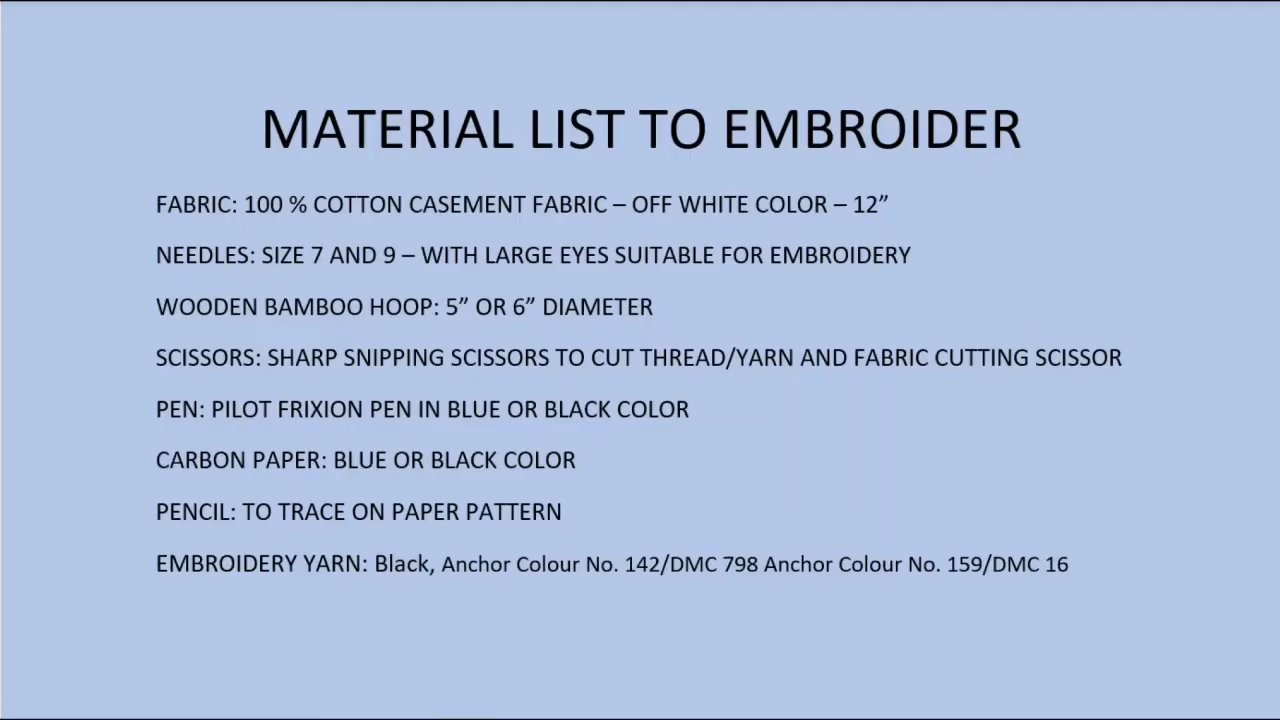 MATERIAL LIST TO EMBROIDER
FABRIC: 100 % COTTON CASEMENT FABRIC – OFF WHITE COLOR – 12”
NEEDLES: SIZE 7 AND 9 – WITH LARGE EYES SUITABLE FOR EMBROIDERY
WOODEN BAMBOO HOOP: 5” OR 6” DIAMETER
SCISSORS: SHARP SNIPPING SCISSORS TO CUT THREAD/YARN AND FABRIC CUTTING SCISSOR
PEN: PILOT FRIXION PEN IN BLUE OR BLACK COLOR
CARBON PAPER: BLUE OR BLACK COLOR
PENCIL: TO TRACE ON PAPER PATTERN
EMBROIDERY YARN: Black, Anchor Colour No. 142/DMC 798 Anchor Colour No. 159/DMC 16